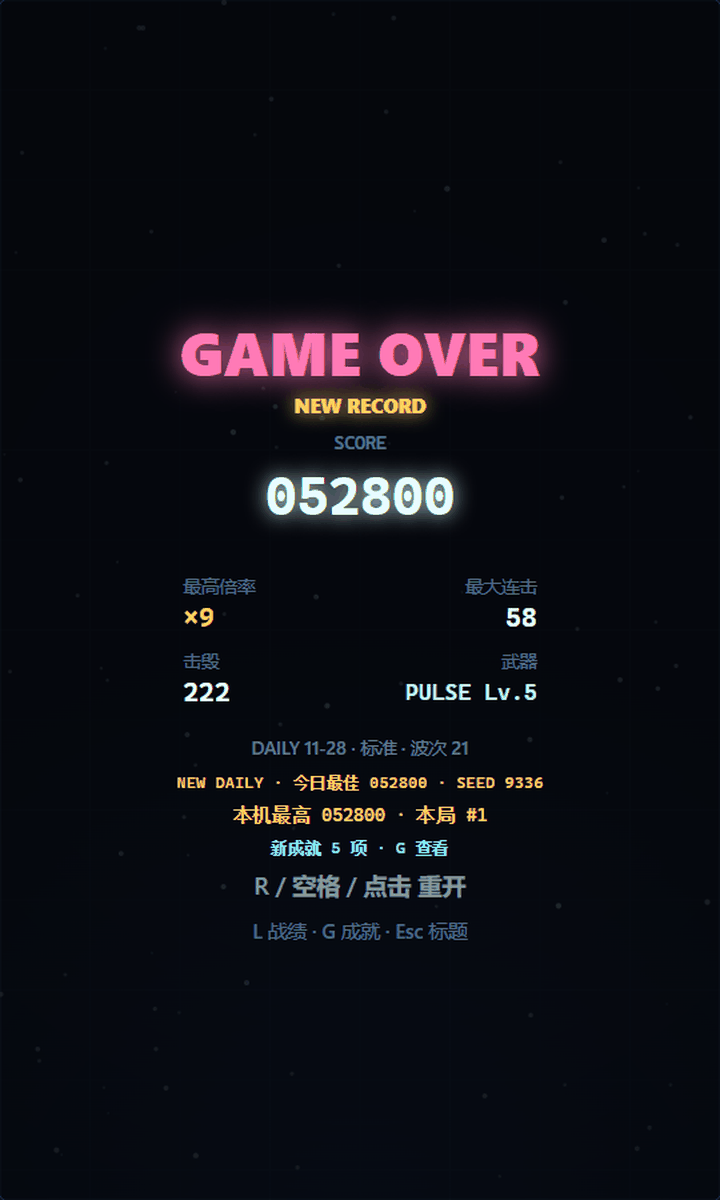 GAME OVER
NEW RECORD
SCORE
052800
最高倍率 最大连击
×9 58
击毁 武器
222 PULSE Lv.5
DAILY 11-28 · 标准 · 波次 21
NEW DAILY · 今日最佳 052800 · SEED 9336
本机最高 052800 · 本局 #1
新成就 5 项 · G 查看
R / 空格 / 点击 重开
L 战绩 · G 成就 · Esc 标题